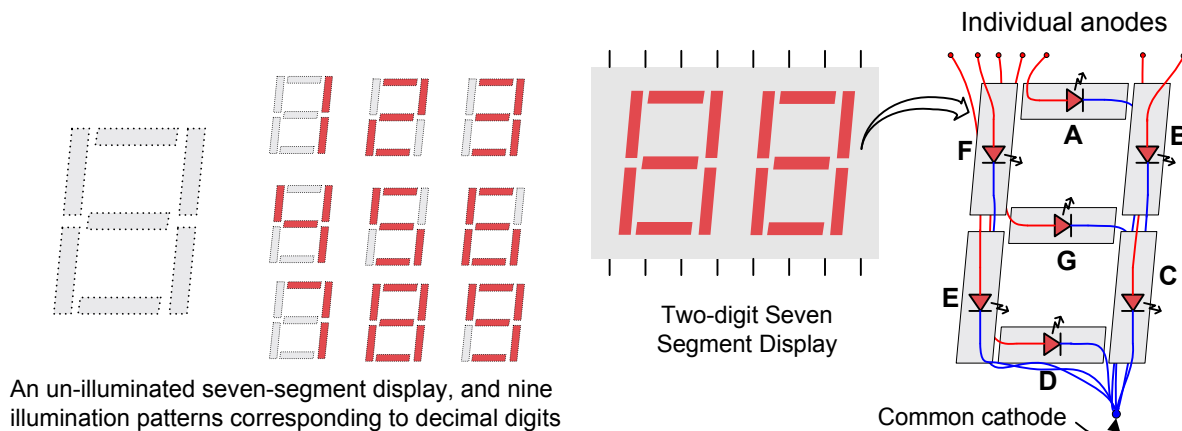 Individual anodes
A
B
F
G
E
C
D
Two-digit Seven
Segment Display
An un-illuminated seven-segment display, and nine
illumination patterns corresponding to decimal digits
Common cathode